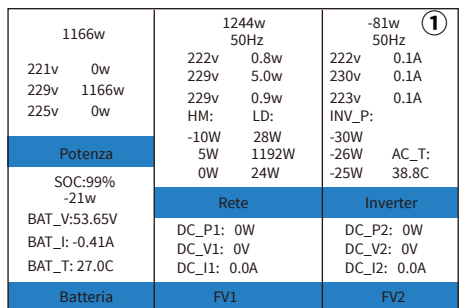 1166w
221v 0w
229v 1166w
225v 0w
Potenza
SOC:99%
-21w
BAT_V:53.65V
BAT_I: -0.41A
BAT_T: 27.0C
Batteria
1244w
50Hz
222v 0.8w
229v 5.0w
229v 0.9w
HM: LD:
-10W 28W
5W 1192W
0W 24W
Rete
DC_P1: 0W
DC_V1: 0V
DC_I1: 0.0A
FV1
-81w ①
50Hz
222v 0.1A
230v 0.1A
223v 0.1A
INV_P:
-30W
-26W AC_T:
-25W 38.8C
Inverter
DC_P2: 0W
DC_V2: 0V
DC_I2: 0.0A
FV2